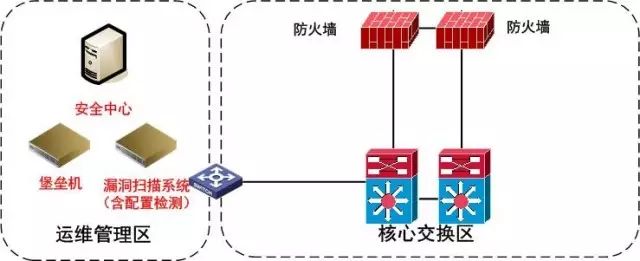 防火墙
防火墙
安全中心
堡垒机
漏洞扫描系统
（含配置检测）
运维管理区
核心交换区